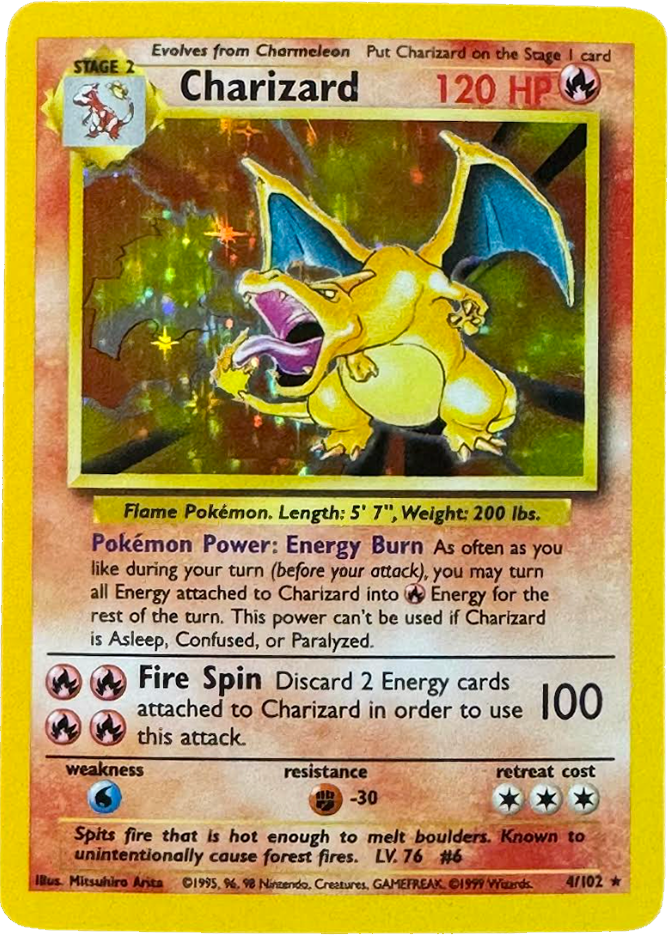 Evolves from Charmeleon Put Charizard on the Stage 1 card
STAGE 2
Charizard 120 HP
Flame Pokémon. Length: 5' 7", Weight: 200 lbs.
Pokémon Power: Energy Burn As often as you
like during your turn (before your attack), you may turn
all Energy attached to Charizard into Energy for the
rest of the turn. This power can't be used if Charizard
is Asleep, Confused, or Paralyzed.
Fire Spin Discard 2 Energy cards
attached to Charizard in order to use
this attack.
100
weakness resistance retreat cost
-30
Spits fire that is hot enough to melt boulders. Known to
unintentionally cause forest fires. LV. 76 #6
Illus. Mitsuhiro Arita ©1995, 96, 98 Nintendo, Creatures, GAMEFREAK. ©1999 Wizards. 4/102 ★